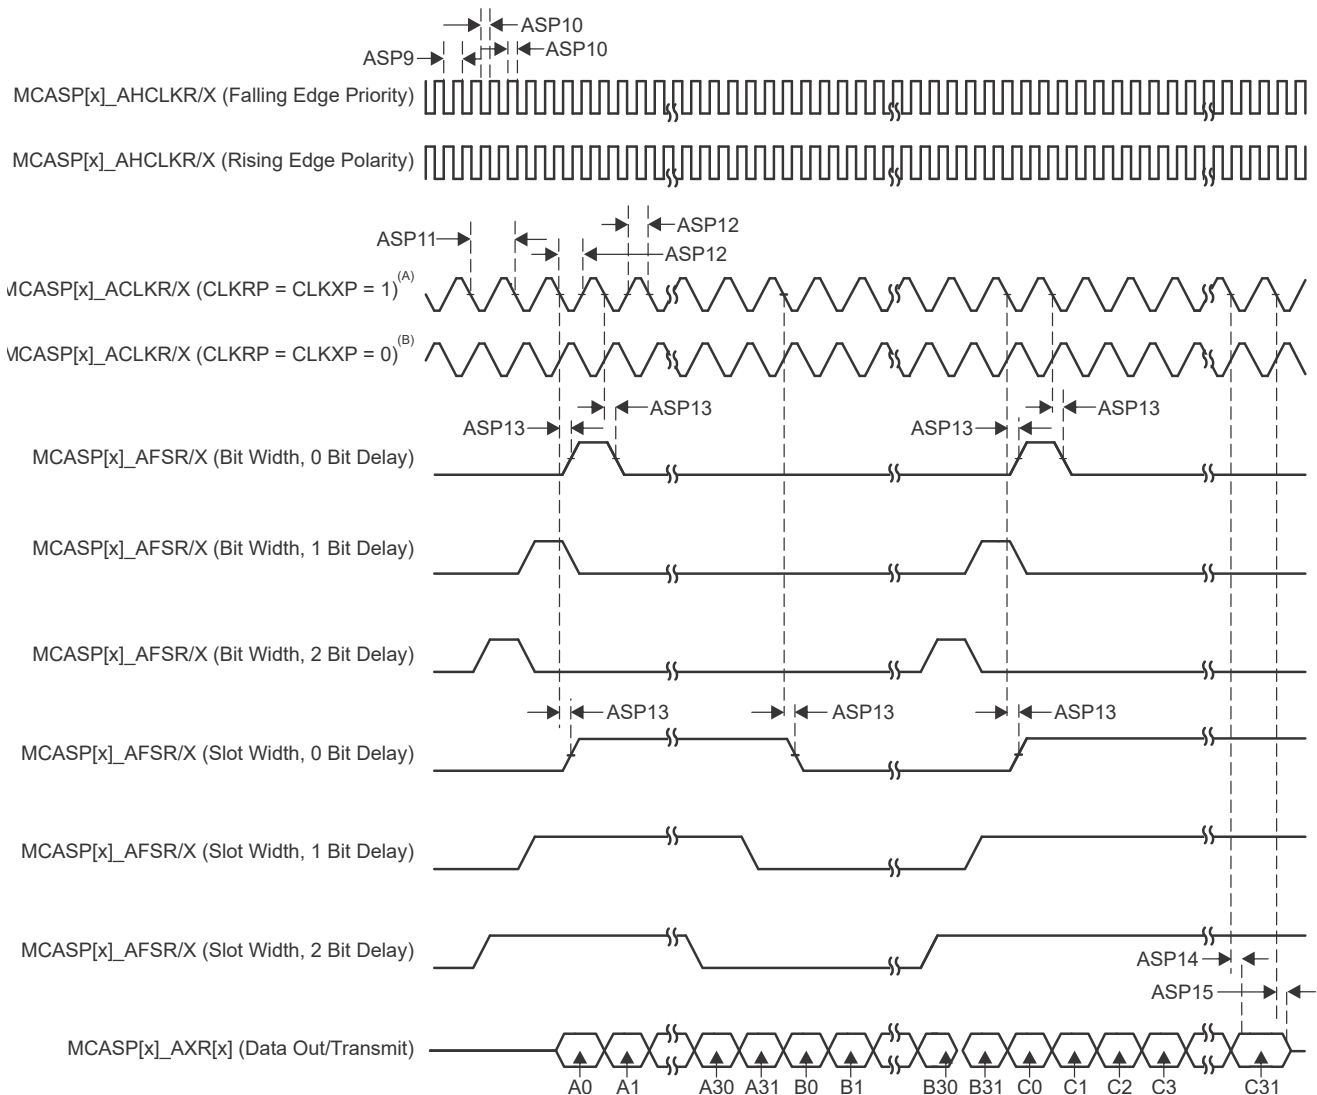 ASP10
ASP10
ASP9
MCASP[x]_AHCLKR/X (Falling Edge Priority)
MCASP[x]_AHCLKR/X (Rising Edge Polarity)
ASP12
ASP11
ASP12
MCASP[x]_ACLKR/X (CLKRP = CLKXP = 1)(A)
MCASP[x]_ACLKR/X (CLKRP = CLKXP = 0)(B)
ASP13 ASP13
ASP13 ASP13
MCASP[x]_AFSR/X (Bit Width, 0 Bit Delay)
MCASP[x]_AFSR/X (Bit Width, 1 Bit Delay)
MCASP[x]_AFSR/X (Bit Width, 2 Bit Delay)
ASP13 ASP13 ASP13
MCASP[x]_AFSR/X (Slot Width, 0 Bit Delay)
MCASP[x]_AFSR/X (Slot Width, 1 Bit Delay)
MCASP[x]_AFSR/X (Slot Width, 2 Bit Delay)
ASP14
ASP15
MCASP[x]_AXR[x] (Data Out/Transmit)
A0 A1 A30 A31 B0 B1 B30 B31 C0 C1 C2 C3 C31